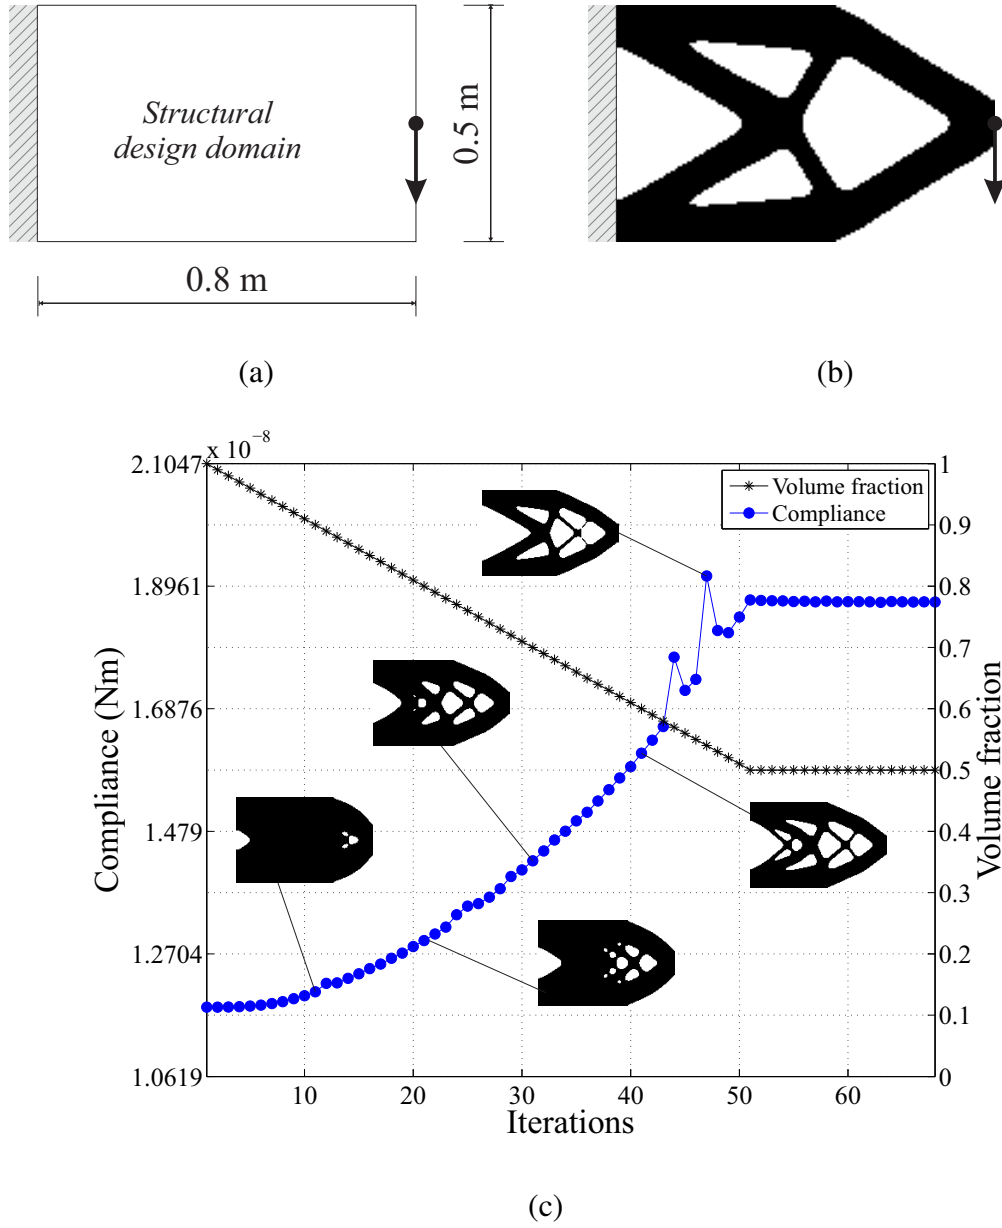 Structural
design domain
0.5 m
0.8 m
(a)
(b)
x 10−8
2.1047
1.8961
1.6876
1.479
1.2704
1.0619
Compliance (Nm)
Volume fraction
Compliance
1
0.9
0.8
0.7
0.6
0.5
0.4
0.3
0.2
0.1
0
Volume fraction
10
20
30
40
50
60
Iterations
(c)